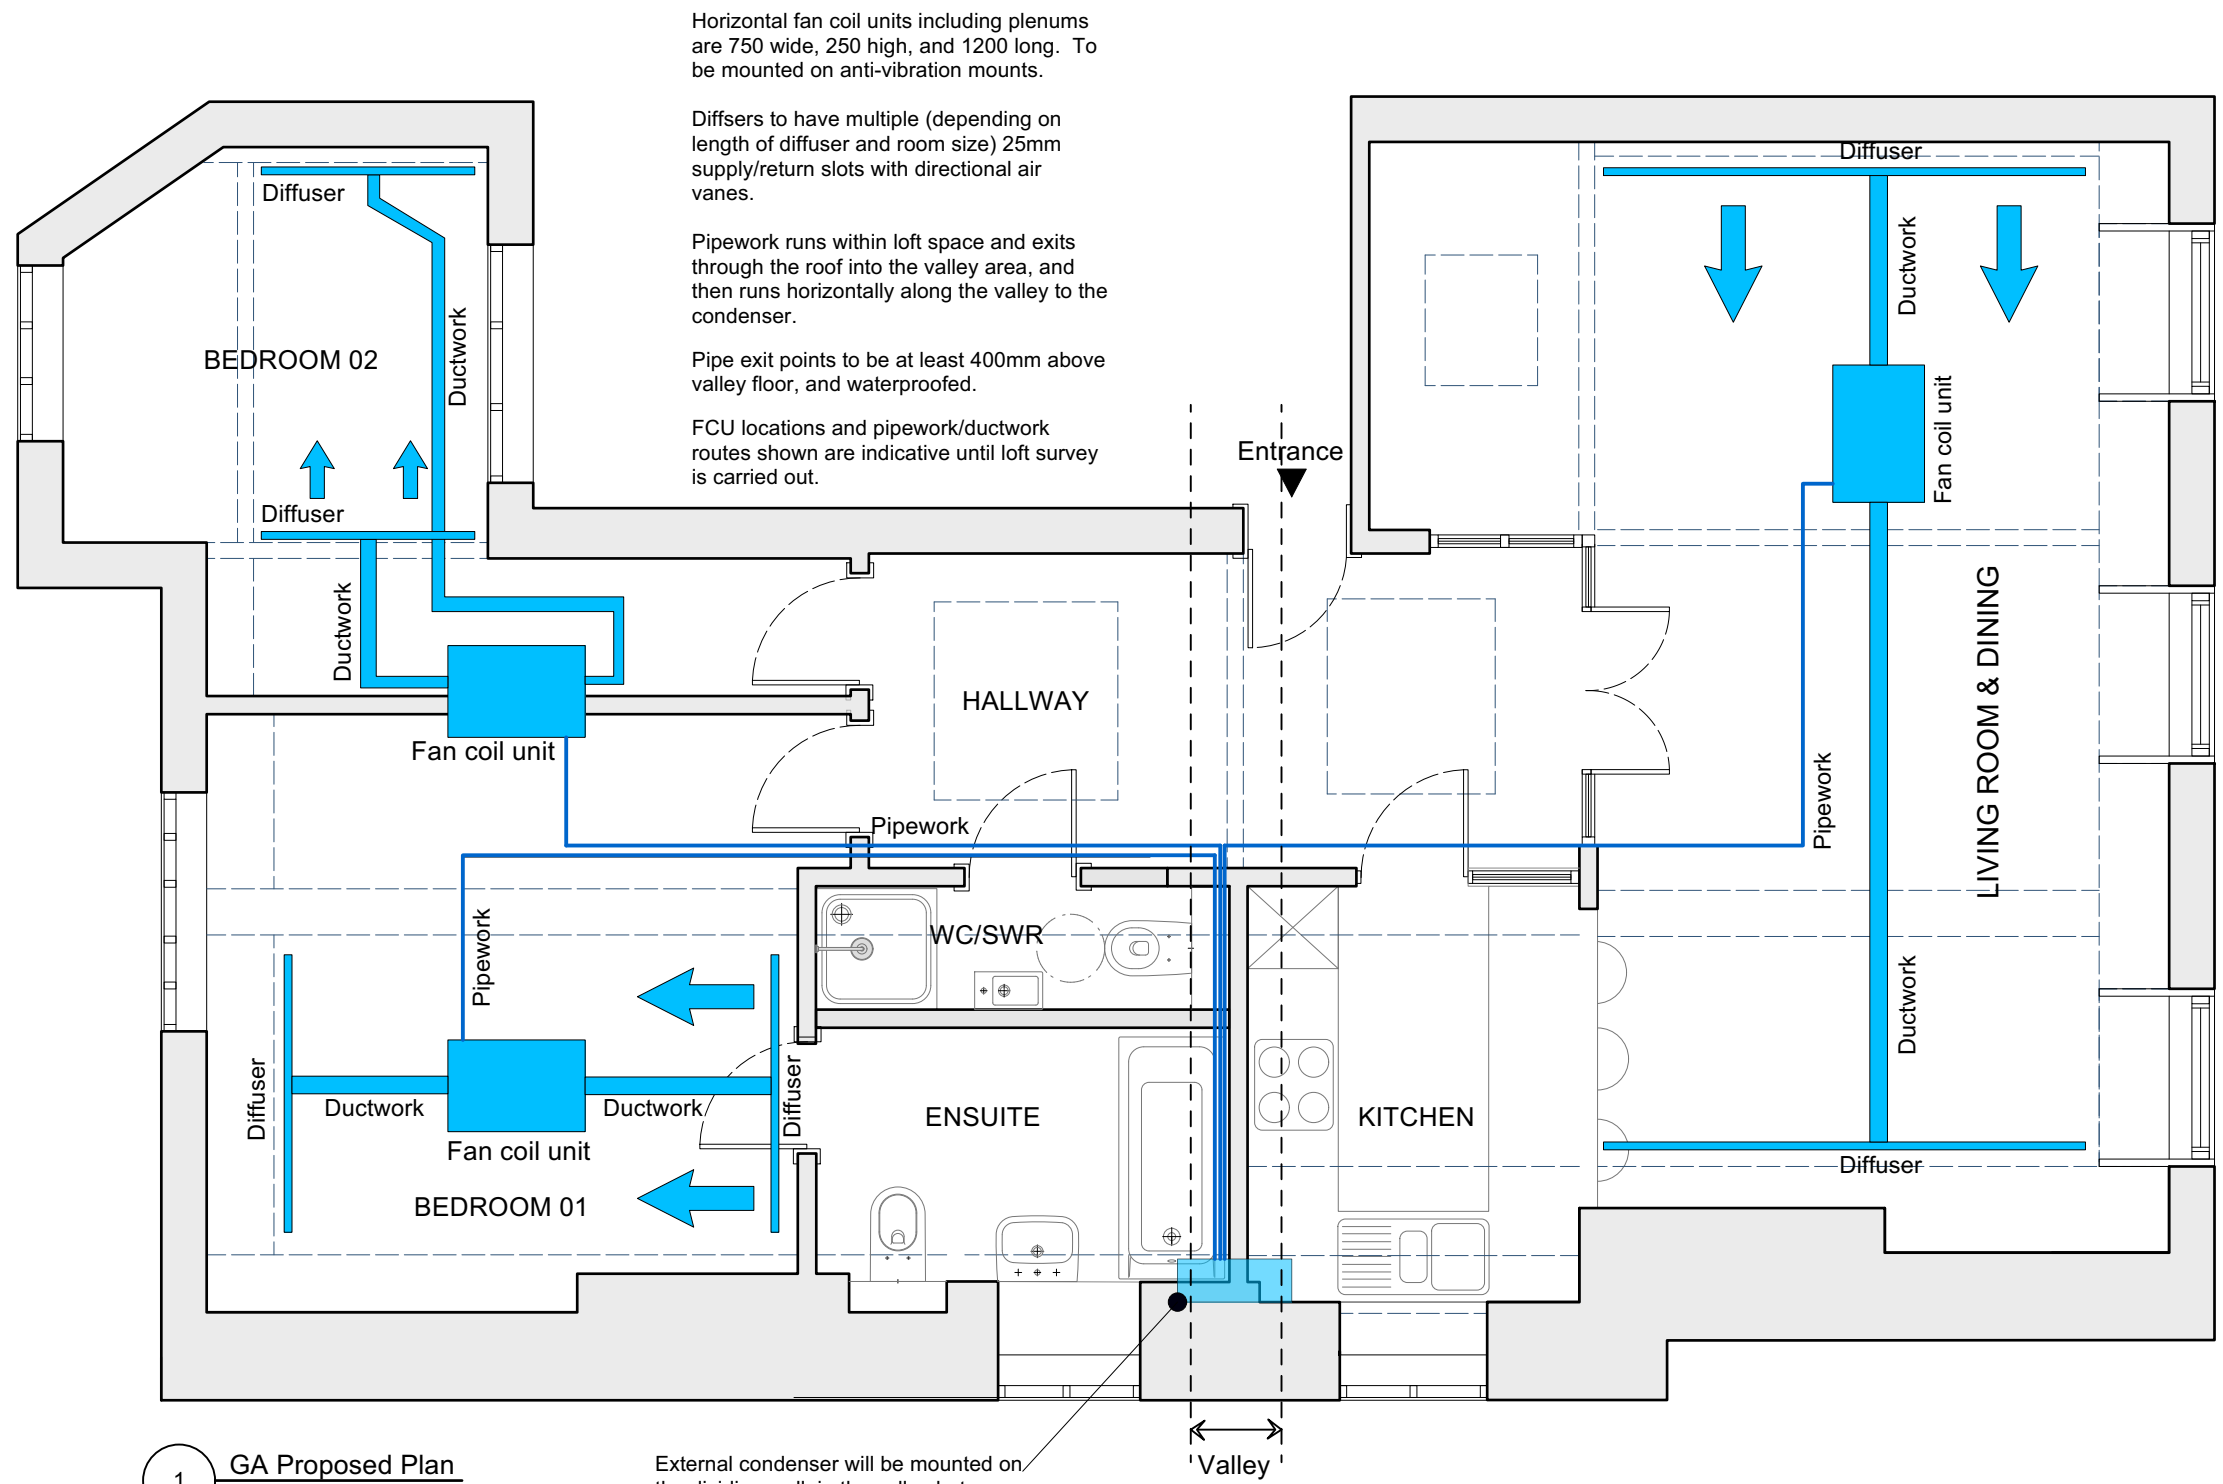 Horizontal fan coil units including plenums
are 750 wide, 250 high, and 1200 long.  To
be mounted on anti-vibration mounts.
Diffsers to have multiple (depending on
length of diffuser and room size) 25mm
supply/return slots with directional air
vanes.
Pipework runs within loft space and exits
through the roof into the valley area, and
then runs horizontally along the valley to the
condenser.
Pipe exit points to be at least 400mm above
valley floor, and waterproofed.
FCU locations and pipework/ductwork
routes shown are indicative until loft survey
is carried out.
Diffuser
Ductwork
BEDROOM 02
Diffuser
Ductwork
Fan coil unit
Entrance
HALLWAY
Pipework
Diffuser
Ductwork
Fan coil unit
LIVING ROOM & DINING
Pipework
Ductwork
Diffuser
WC/SWR
Pipework
Diffuser
Ductwork
Ductwork
Diffuser
Fan coil unit
BEDROOM 01
ENSUITE
KITCHEN
1
GA Proposed Plan
External condenser will be mounted on
Valley